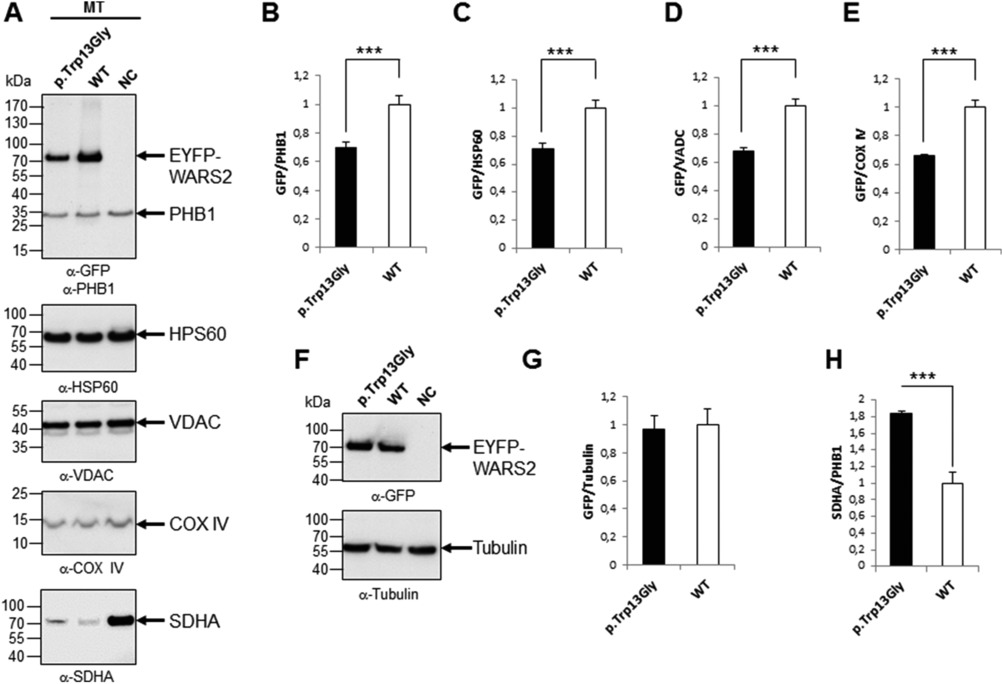 A
MT
p.Trp13Gly
WT
NC
kDa
170
130
100
70
55
40
35
25
15
EYFP-
WARS2
PHB1
α-GFP
α-PHB1
100
70
55
40
HPS60
α-HSP60
55
40
35
VDAC
α-VDAC
25
15
10
COX IV
α-COX IV
100
70
55
40
SDHA
α-SDHA
B
***
GFP/PHB1
1,2
1
0,8
0,6
0,4
0,2
0
p.Trp13Gly
WT
C
***
GFP/HSP60
1,2
1
0,8
0,6
0,4
0,2
0
p.Trp13Gly
WT
D
***
GFP/VADC
1,2
1
0,8
0,6
0,4
0,2
0
p.Trp13Gly
WT
E
***
GFP/COX IV
1,2
1
0,8
0,6
0,4
0,2
0
p.Trp13Gly
WT
F
p.Trp13Gly
WT
NC
kDa
100
70
55
40
EYFP-
WARS2
α-GFP
100
70
55
40
Tubulin
α-Tubulin
G
GFP/Tubulin
1,2
1
0,8
0,6
0,4
0,2
0
p.Trp13Gly
WT
H
***
SDHA/PHB1
2
1,8
1,6
1,4
1,2
1
0,8
0,6
0,4
0,2
0
p.Trp13Gly
WT